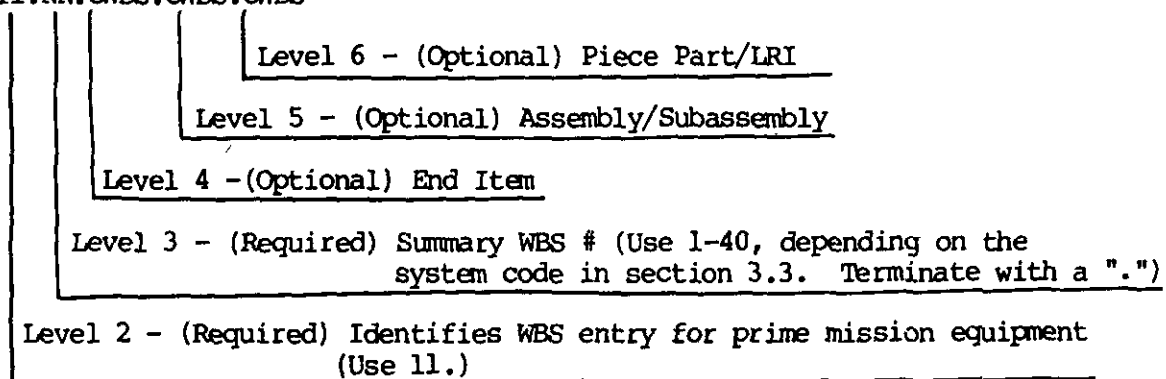 Level 6 - (Optional) Piece Part/LRI
Level 5 - (Optional) Assembly/Subassembly
Level 4 -(Optional) End Item
Level 3 - (Required) Summary WBS # (Use 1-40, depending on the
system code in section 3.3. Terminate with a ".")
Level 2 - (Required) Identifies WBS entry for prime mission equipment
(Use 11.)